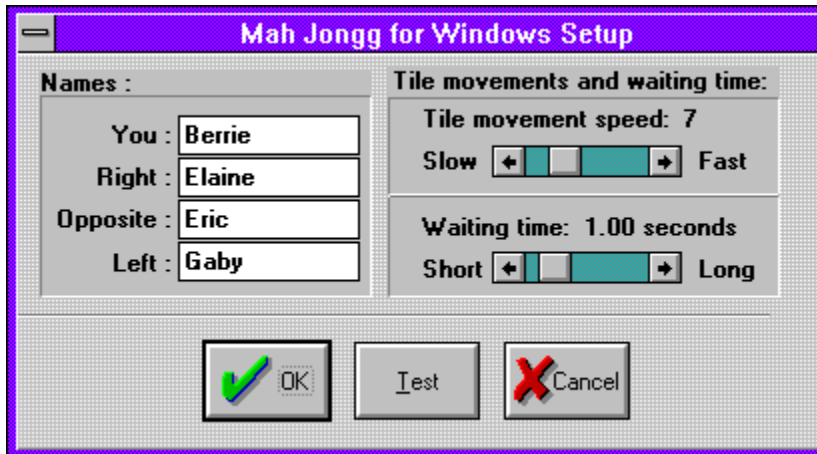 Mah Jongg for Windows Setup
Names :
You : Berrie
Right : Elaine
Opposite : Eric
Left : Gaby
Tile movements and waiting time:
Tile movement speed: 7
Slow Fast
Waiting time: 1.00 seconds
Short Long
OK Test Cancel